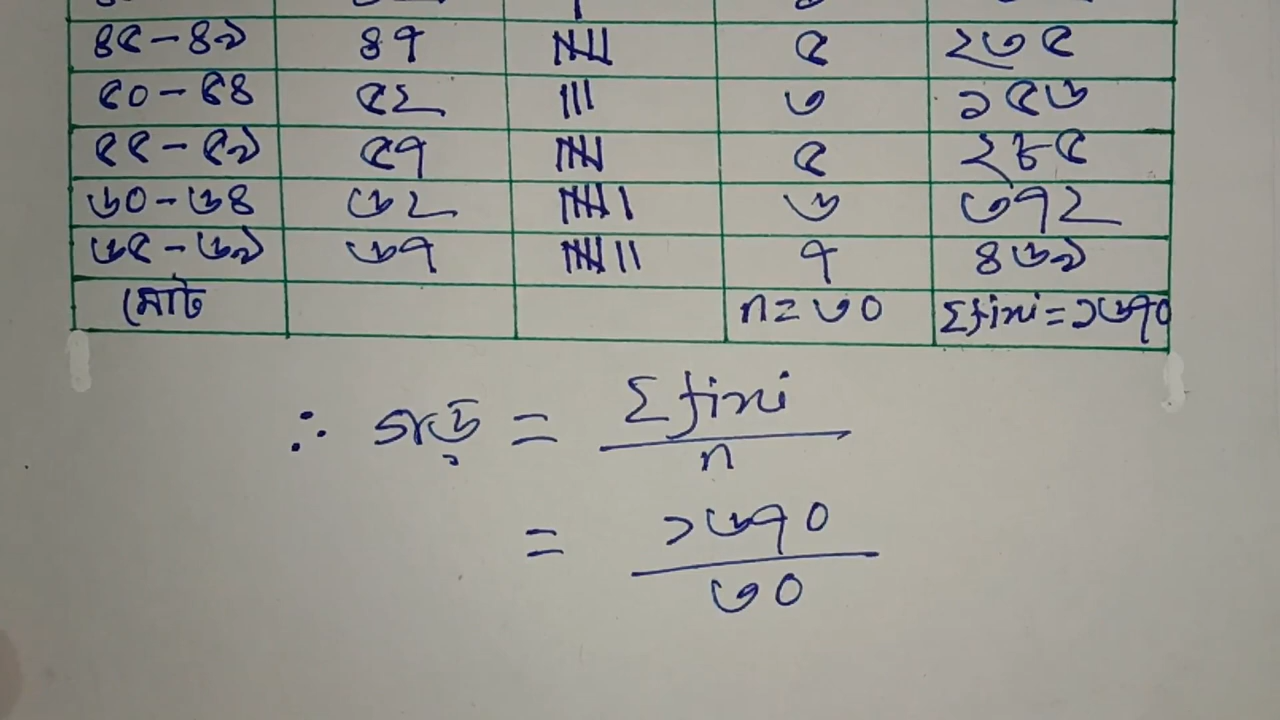 ৪৫-৪৯ ৪৭ 𝍸 ৫ ২৩৫
৫০-৫৪ ৫২ ||| ৩ ১৫৬
৫৫-৫৯ ৫৭ 𝍸 ৫ ২৮৫
৬০-৬৪ ৬২ 𝍸 | ৬ ৩৭২
৬৫-৬৯ ৬৭ 𝍸 || ৭ ৪৬৯
মোট n=৩০ Σfixi=১৬৭০
∴ গড় = Σfixi
n
= ১৬৭০
৩০